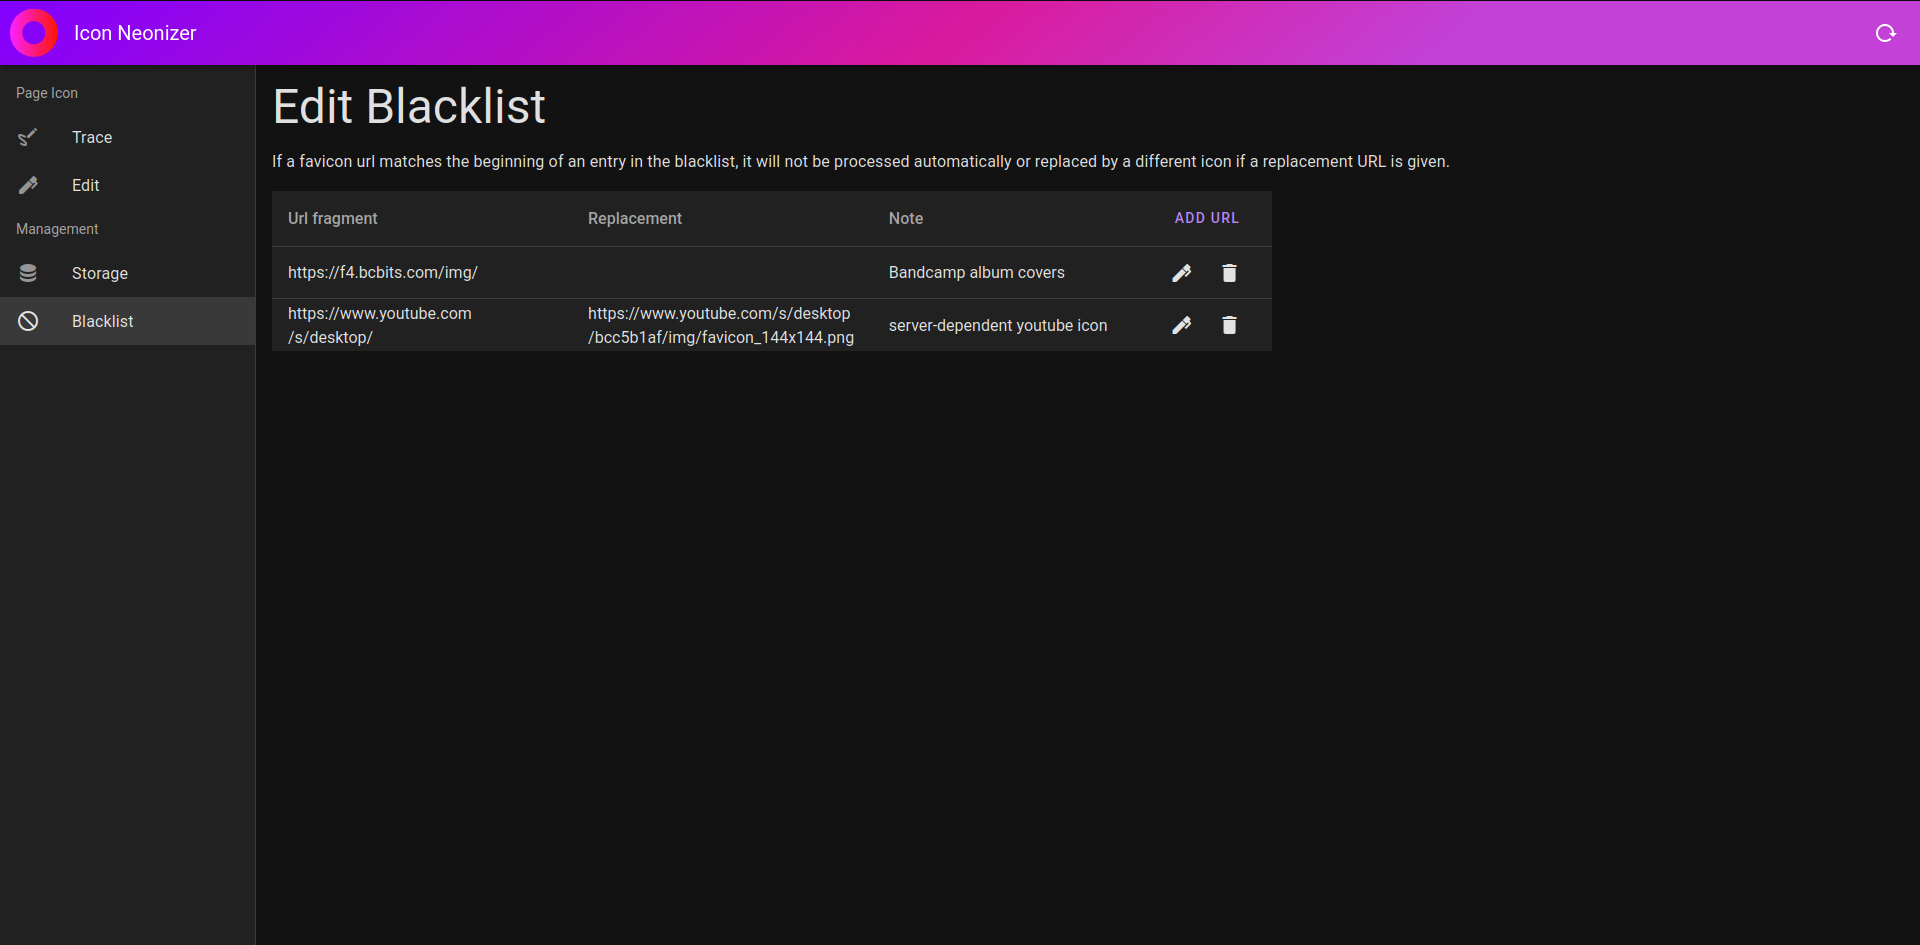 Icon Neonizer
Page Icon
Trace
Edit
Management
Storage
Blacklist
Edit Blacklist
If a favicon url matches the beginning of an entry in the blacklist, it will not be processed automatically or replaced by a different icon if a replacement URL is given.
Url fragment Replacement Note ADD URL
https://f4.bcbits.com/img/ Bandcamp album covers
https://www.youtube.com
/s/desktop/
https://www.youtube.com/s/desktop
/bcc5b1af/img/favicon_144x144.png
server-dependent youtube icon